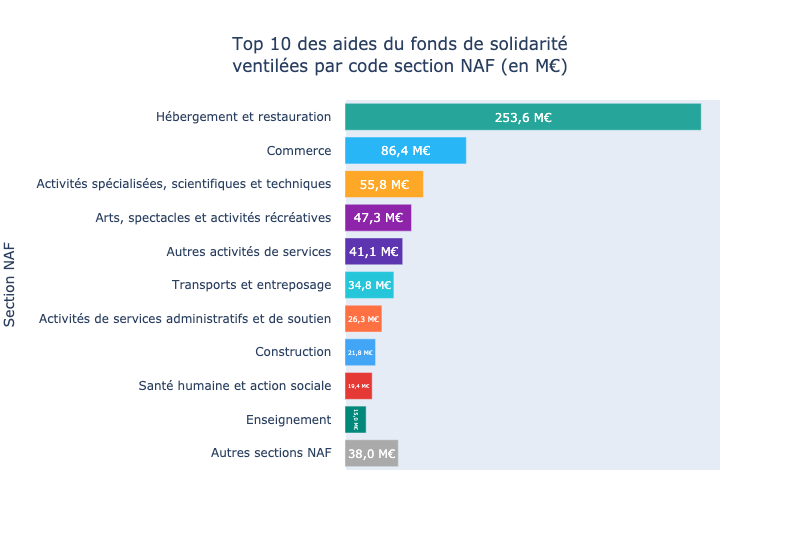 Top 10 des aides du fonds de solidarité
ventilées par code section NAF (en M€)
Section NAF
Hébergement et restauration 253,6 M€
Commerce 86,4 M€
Activités spécialisées, scientifiques et techniques 55,8 M€
Arts, spectacles et activités récréatives 47,3 M€
Autres activités de services 41,1 M€
Transports et entreposage 34,8 M€
Activités de services administratifs et de soutien 26,3 M€
Construction 21,8 M€
Santé humaine et action sociale 19,4 M€
Enseignement 15,0 M€
Autres sections NAF 38,0 M€